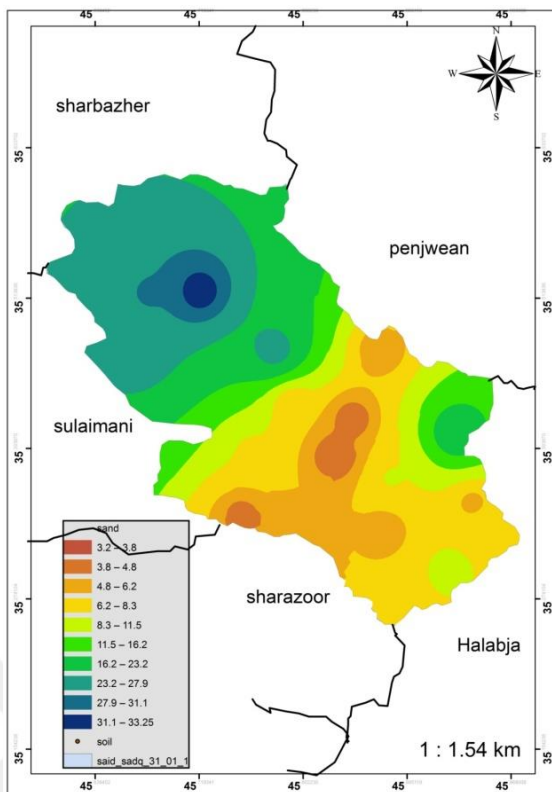 45 45 45 45 45
N
W E
S
sharbazher
35 35
penjwean
35 35
sulaimani
35 35
sand
3.2 – 3.8
3.8 – 4.8
4.8 – 6.2
6.2 – 8.3
8.3 – 11.5
11.5 – 16.2
16.2 – 23.2
23.2 – 27.9
27.9 – 31.1
31.1 – 33.25
soil
said_sadq_31_01_1
35 35
sharazoor
Halabja
35 35
1 : 1.54 km
45 45 45 45 45